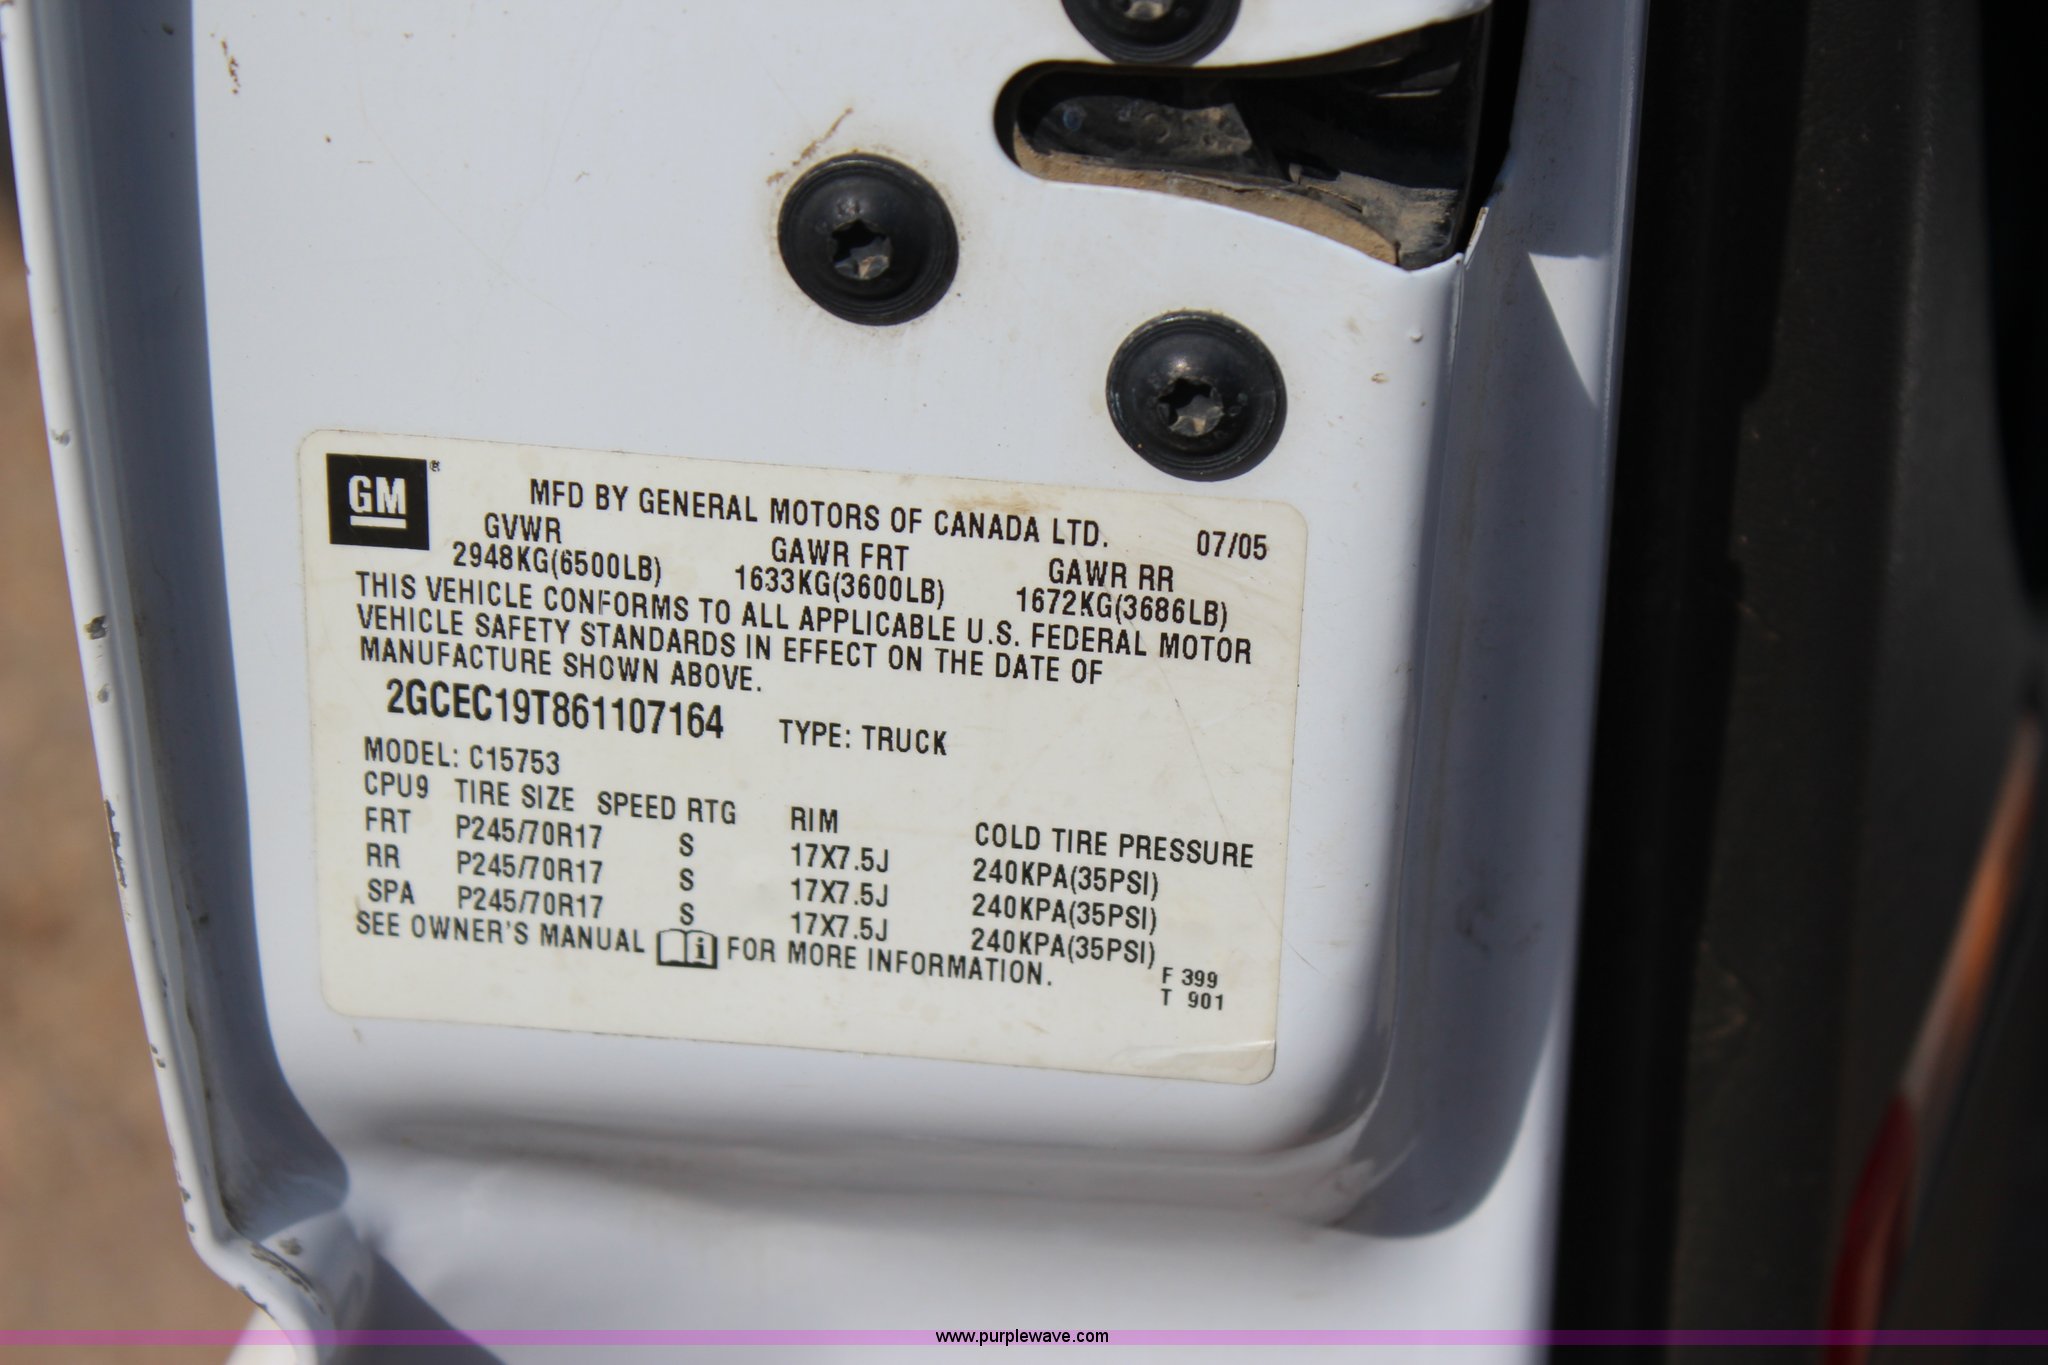 GM®
MFD BY GENERAL MOTORS OF CANADA LTD. 07/05
GVWR GAWR FRT GAWR RR
2948KG(6500LB) 1633KG(3600LB) 1672KG(3686LB)
THIS VEHICLE CONFORMS TO ALL APPLICABLE U.S. FEDERAL MOTOR
VEHICLE SAFETY STANDARDS IN EFFECT ON THE DATE OF
MANUFACTURE SHOWN ABOVE.
2GCEC19T861107164 TYPE: TRUCK
MODEL: C15753
CPU9 TIRE SIZE SPEED RTG RIM COLD TIRE PRESSURE
FRT P245/70R17 S 17X7.5J 240KPA(35PSI)
RR P245/70R17 S 17X7.5J 240KPA(35PSI)
SPA P245/70R17 S 17X7.5J 240KPA(35PSI)
SEE OWNER'S MANUAL i FOR MORE INFORMATION.
F 399
T 901
www.purplewave.com